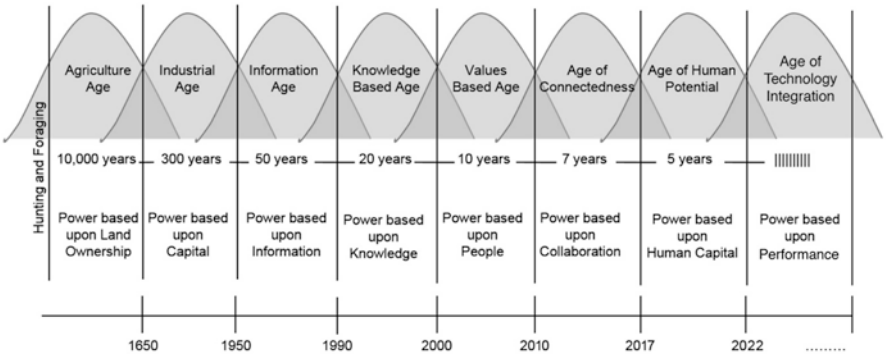 Hunting and Foraging
Agriculture
Age
Industrial
Age
Information
Age
Knowledge
Based Age
Values
Based Age
Age of
Connectedness
Age of Human
Potential
Age of
Technology
Integration
10,000 years
300 years
50 years
20 years
10 years
7 years
5 years
||||||||||
Power based
upon Land
Ownership
Power based
upon
Capital
Power based
upon
Information
Power based
upon
Knowledge
Power based
upon
People
Power based
upon
Collaboration
Power based
upon
Human Capital
Power based
upon
Performance
1650
1950
1990
2000
2010
2017
2022
.........